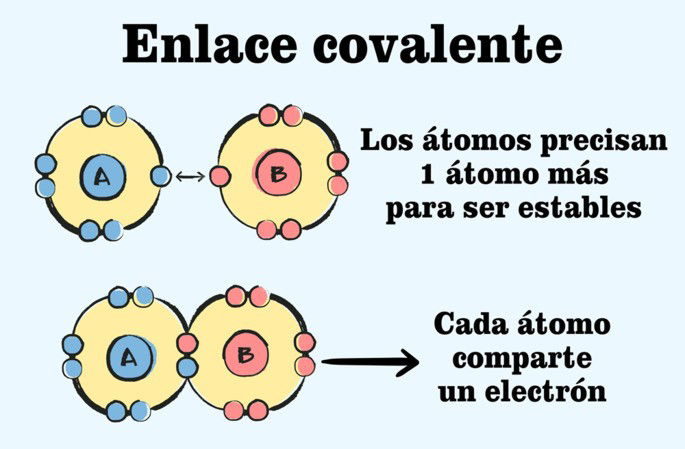 Enlace covalente
A
B
Los átomos precisan
1 átomo más
para ser estables
A
B
Cada átomo
comparte
un electrón